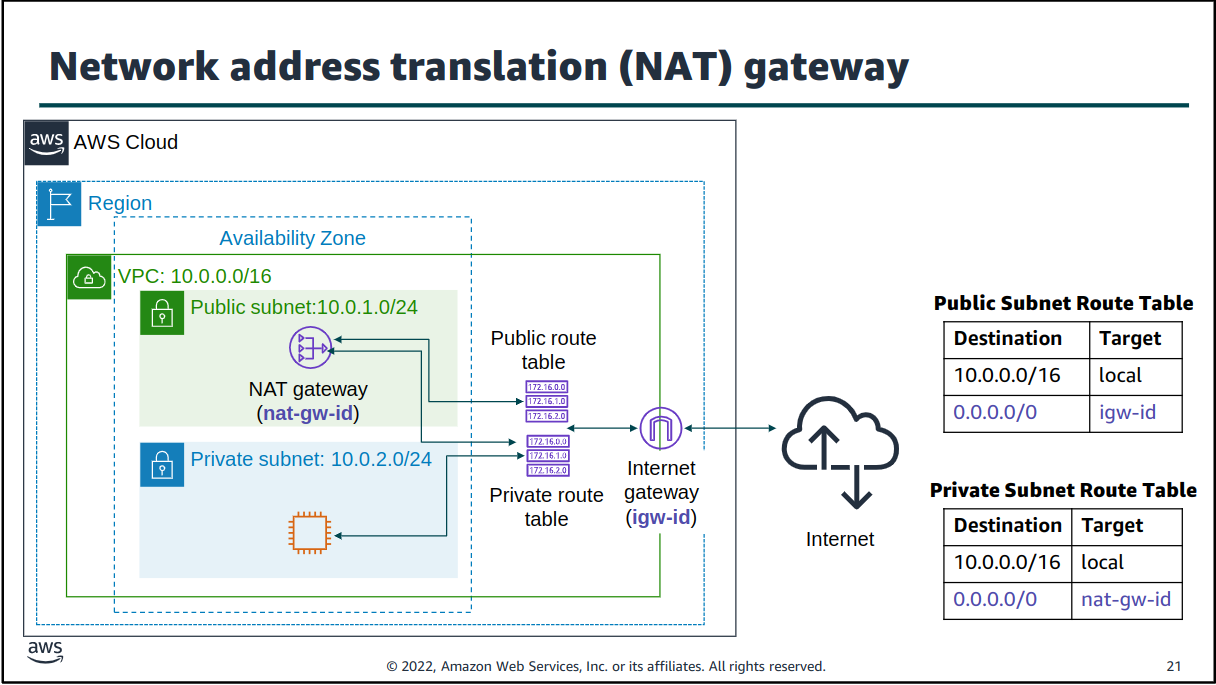 Network address translation (NAT) gateway
aws
AWS Cloud
Region
Availability Zone
VPC: 10.0.0.0/16
Public subnet:10.0.1.0/24
NAT gateway
(nat-gw-id)
Public route
table
172.16.0.0
172.16.1.0
172.16.2.0
Private subnet: 10.0.2.0/24
172.16.0.0
172.16.1.0
172.16.2.0
Private route
table
Internet
gateway
(igw-id)
Internet
Public Subnet Route Table
Destination Target
10.0.0.0/16 local
0.0.0.0/0 igw-id
Private Subnet Route Table
Destination Target
10.0.0.0/16 local
0.0.0.0/0 nat-gw-id
aws
© 2022, Amazon Web Services, Inc. or its affiliates. All rights reserved.
21